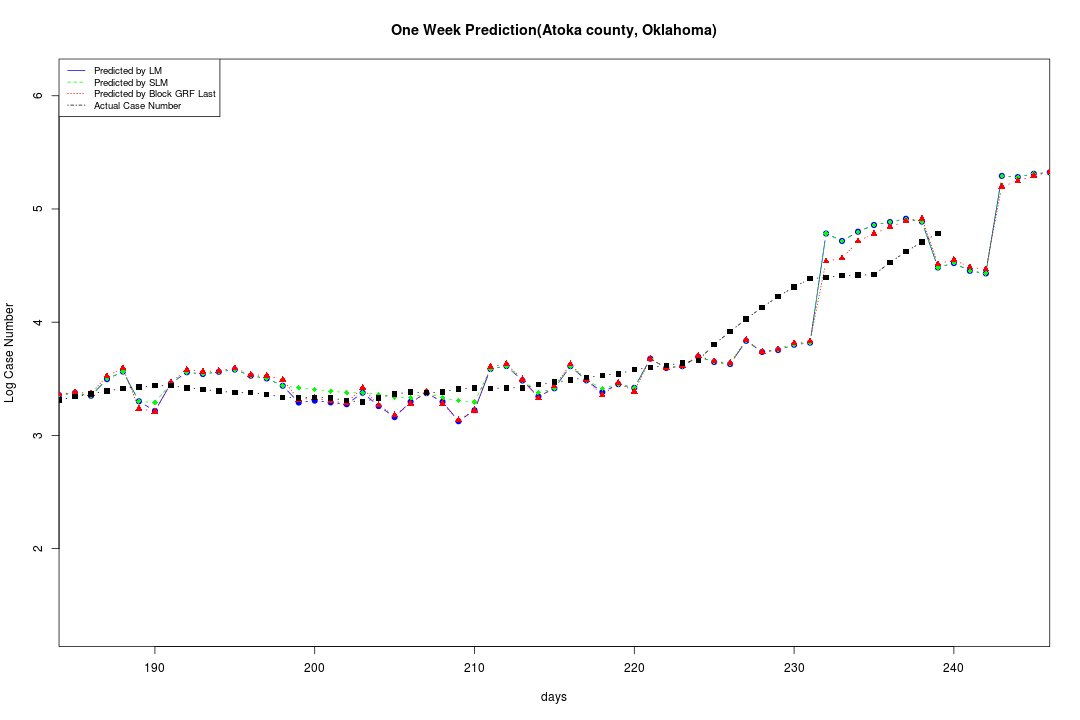 One Week Prediction(Atoka county, Oklahoma)
Predicted by LM
Predicted by SLM
Predicted by Block GRF Last
Actual Case Number
6
5
4
3
2
Log Case Number
190 200 210 220 230 240
days